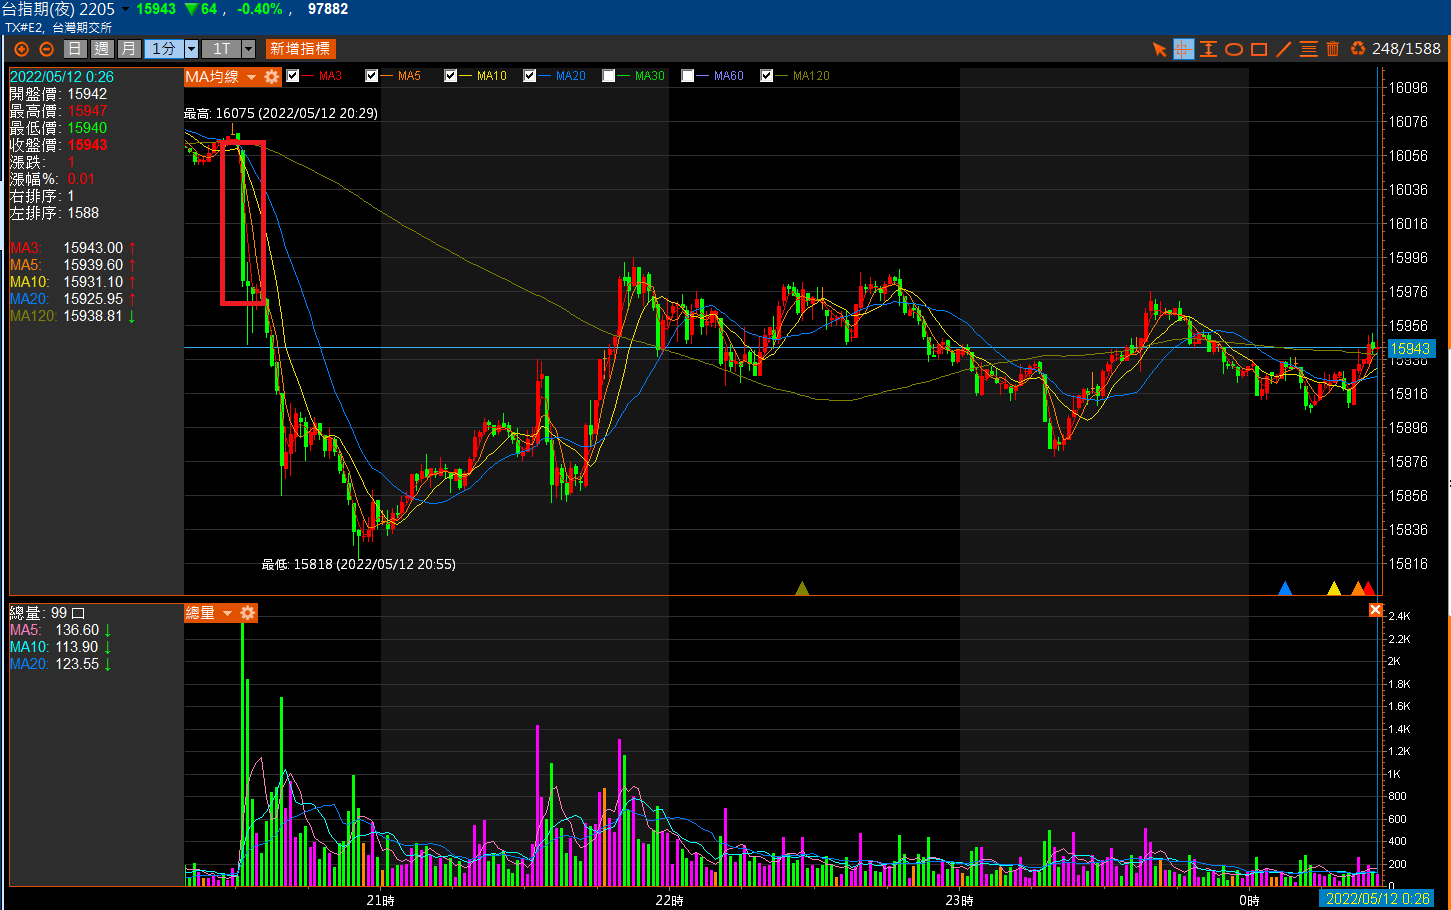 台指期(夜) 2205 15943 ▼64 , -0.40% , 97882
TX#E2, 台灣期交所
日 週 月 1分 1T 新增指標
248/1588
2022/05/12 0:26
開盤價: 15942
最高價: 15947
最低價: 15940
收盤價: 15943
漲跌: 1
漲幅%: 0.01
右排序: 1
左排序: 1588
MA3: 15943.00 ↑
MA5: 15939.60 ↑
MA10: 15931.10 ↑
MA20: 15925.95 ↑
MA120: 15938.81 ↓
MA均線 MA3 MA5 MA10 MA20 MA30 MA60 MA120
最高: 16075 (2022/05/12 20:29)
最低: 15818 (2022/05/12 20:55)
16096
16076
16056
16036
16016
15996
15976
15956
15943
15936
15916
15896
15876
15856
15836
15816
總量: 99 口
MA5: 136.60 ↓
MA10: 113.90 ↓
MA20: 123.55 ↓
總量
2.4K
2.2K
2K
1.8K
1.6K
1.4K
1.2K
1K
800
600
400
200
0
21時 22時 23時 0時 2022/05/12 0:26